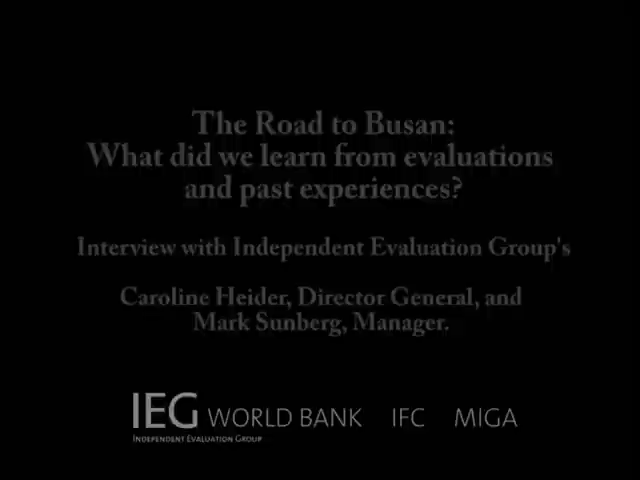 The Road to Busan:
What did we learn from evaluations
and past experiences?
Interview with Independent Evaluation Group's
Caroline Heider, Director General, and
Mark Sunberg, Manager.
IEG WORLD BANK IFC MIGA
INDEPENDENT EVALUATION GROUP